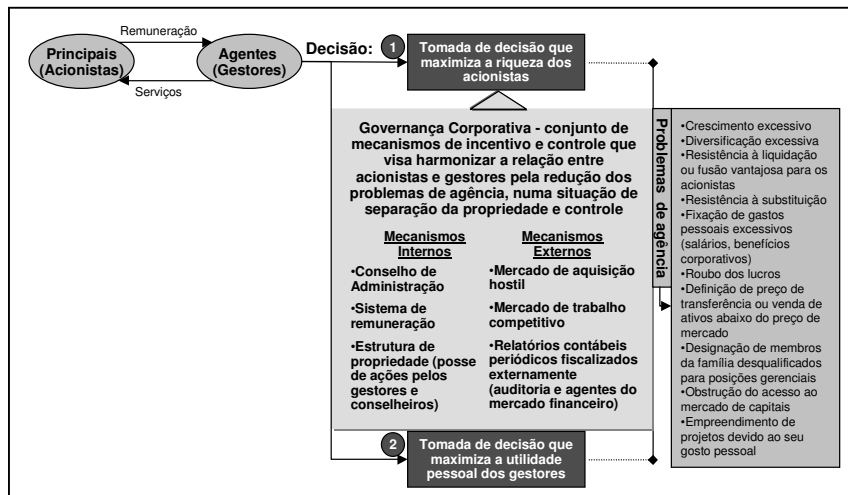 Remuneração
Principais
(Acionistas)
Agentes
(Gestores)
Serviços
Decisão:
1
Tomada de decisão que
maximiza a riqueza dos
acionistas
Governança Corporativa - conjunto de
mecanismos de incentivo e controle que
visa harmonizar a relação entre
acionistas e gestores pela redução dos
problemas de agência, numa situação de
separação da propriedade e controle
Mecanismos
Internos
•Conselho de
Administração
•Sistema de
remuneração
•Estrutura de
propriedade (posse
de ações pelos
gestores e
conselheiros)
Mecanismos
Externos
•Mercado de aquisição
hostil
•Mercado de trabalho
competitivo
•Relatórios contábeis
periódicos fiscalizados
externamente
(auditoria e agentes do
mercado financeiro)
2
Tomada de decisão que
maximiza a utilidade
pessoal dos gestores
Problemas de agência
•Crescimento excessivo
•Diversificação excessiva
•Resistência à liquidação
ou fusão vantajosa para os
acionistas
•Resistência à substituição
•Fixação de gastos
pessoais excessivos
(salários, benefícios
corporativos)
•Roubo dos lucros
•Definição de preço de
transferência ou venda de
ativos abaixo do preço de
mercado
•Designação de membros
da família desqualificados
para posições gerenciais
•Obstrução do acesso ao
mercado de capitais
•Empreendimento de
projetos devido ao seu
gosto pessoal